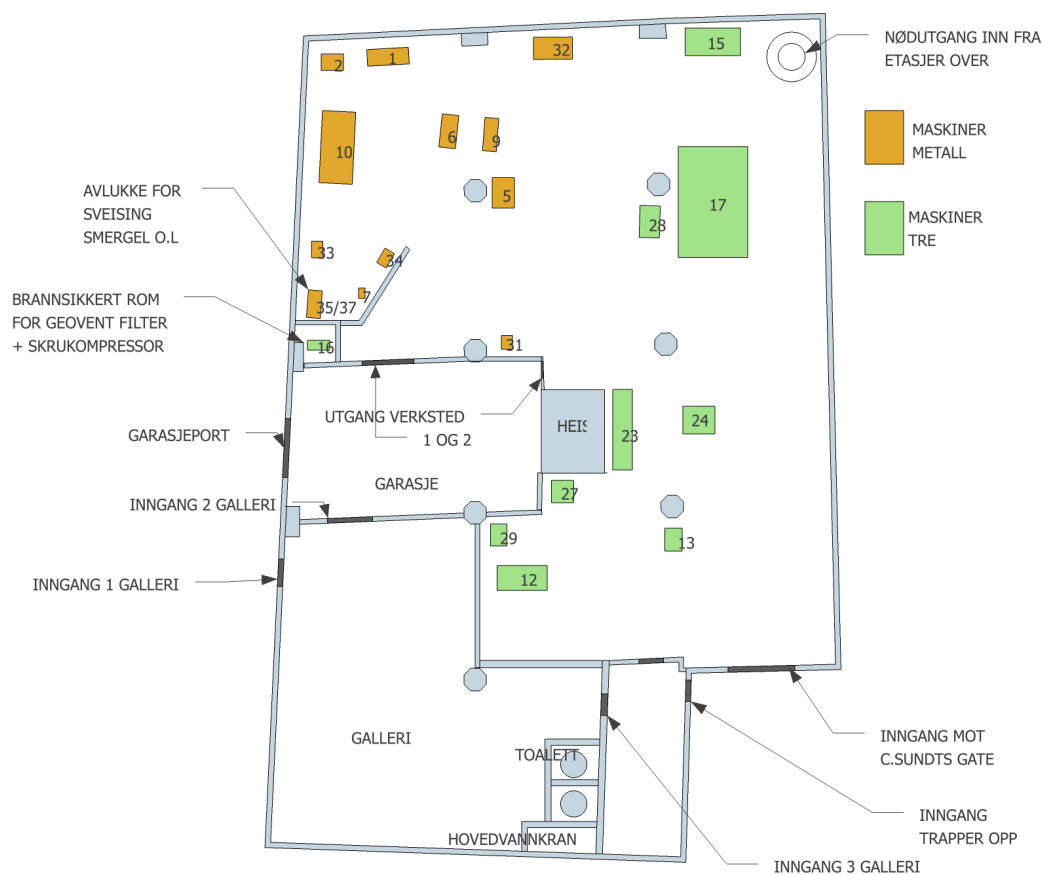 NØDUTGANG INN FRA
ETASJER OVER
15
32
1
2
MASKINER
METALL
6
9
10
AVLUKKE FOR
SVEISING
SMERGEL O.L
5
17
28
MASKINER
TRE
33
34
7
35/37
BRANNSIKKERT ROM
FOR GEOVENT FILTER
+ SKRUKOMPRESSOR
16
31
UTGANG VERKSTED
1 OG 2
HEIS
23
24
GARASJEPORT
GARASJE
27
INNGANG 2 GALLERI
29
13
12
INNGANG 1 GALLERI
GALLERI
TOALETT
INNGANG MOT
C.SUNDTS GATE
HOVEDVANNKRAN
INNGANG
TRAPPER OPP
INNGANG 3 GALLERI